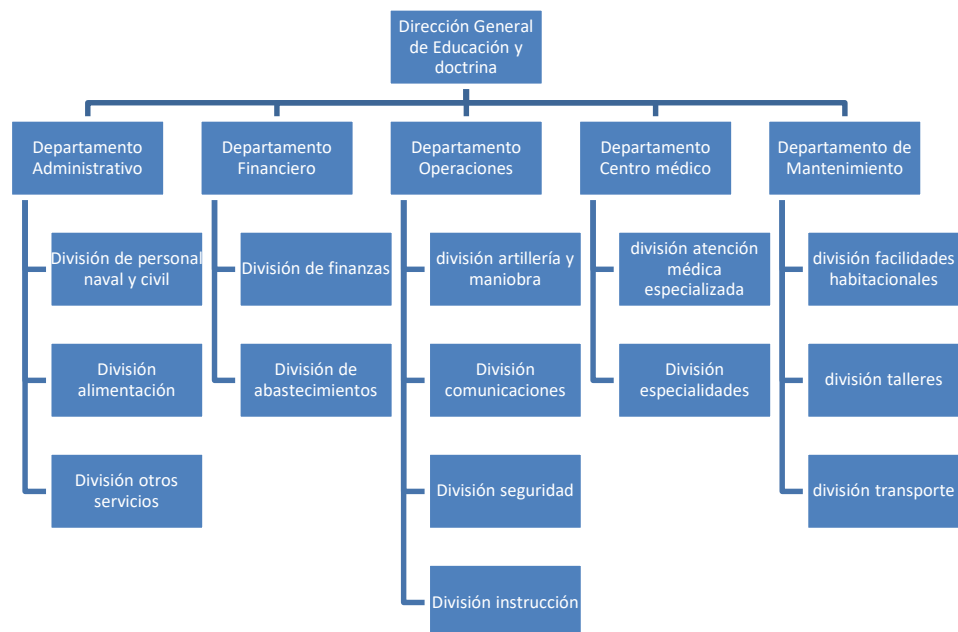 Dirección General
de Educación y
doctrina
Departamento
Administrativo
División de personal
naval y civil
División
alimentación
División otros
servicios
Departamento
Financiero
División de finanzas
División de
abastecimientos
Departamento
Operaciones
división artillería y
maniobra
División
comunicaciones
División seguridad
División instrucción
Departamento
Centro médico
división atención
médica
especializada
División
especialidades
Departamento de
Mantenimiento
división facilidades
habitacionales
división talleres
división transporte